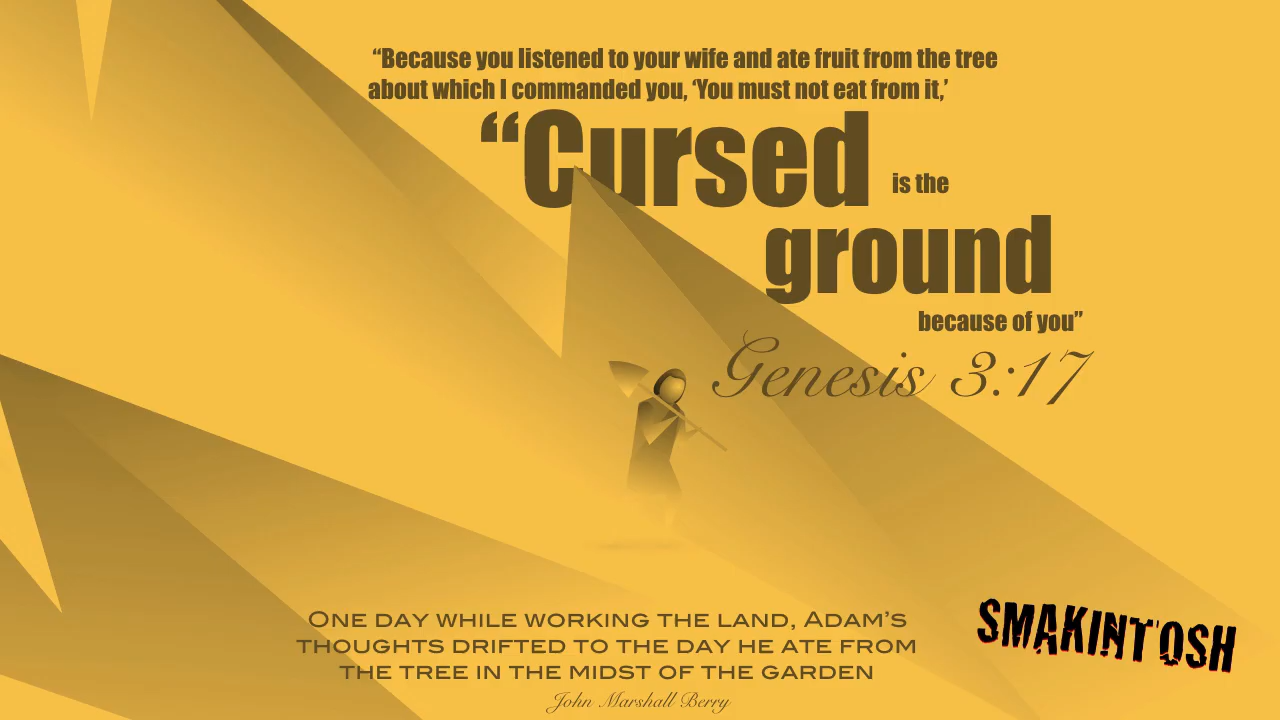 “Because you listened to your wife and ate fruit from the tree
about which I commanded you, ‘You must not eat from it,’
“Cursed is the
ground
because of you”
Genesis 3:17
One day while working the land, Adam’s
thoughts drifted to the day he ate from
the tree in the midst of the garden
John Marshall Berry
SMAKINTOSH